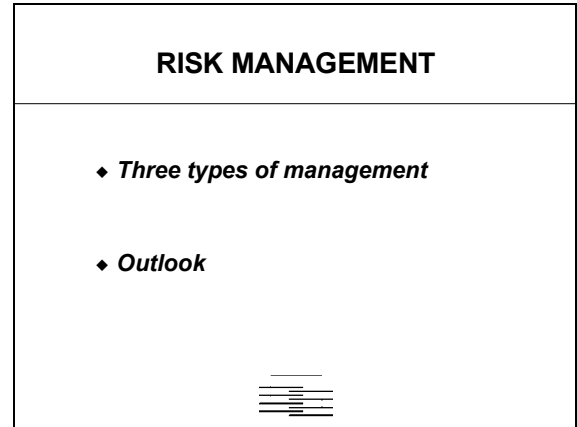 RISK MANAGEMENT
◆ Three types of management
◆ Outlook